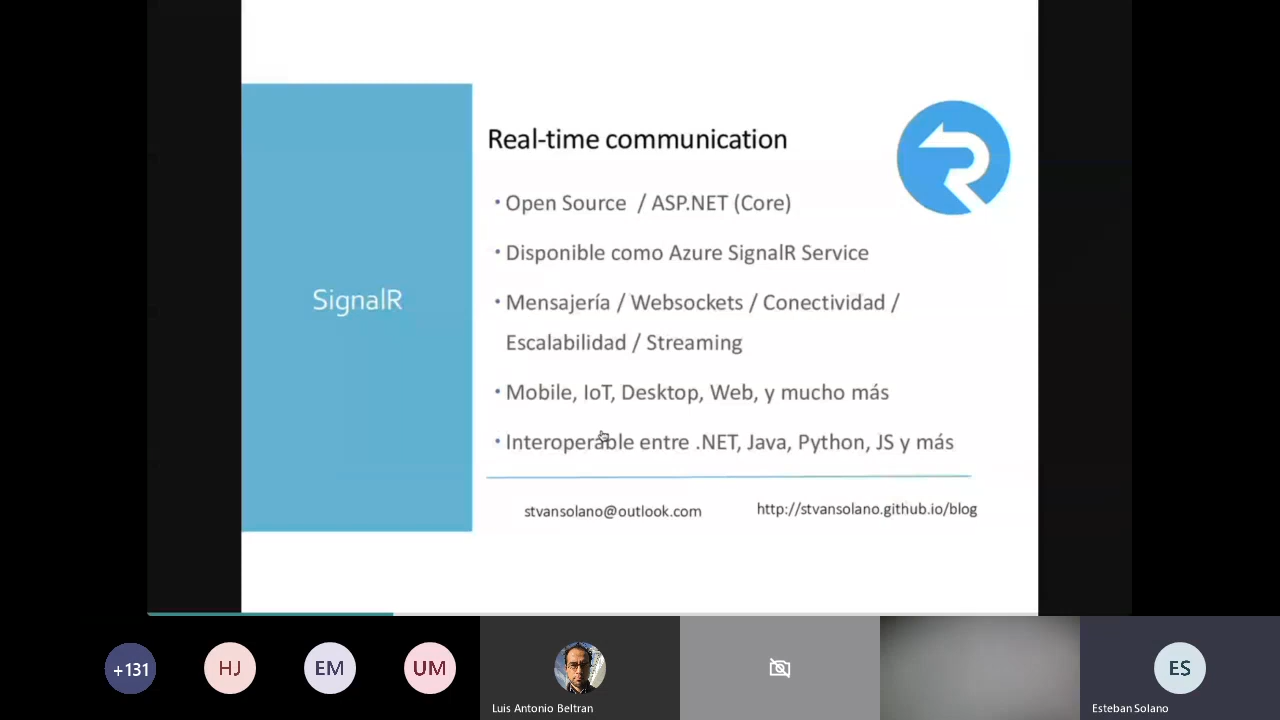 SignalR
Real-time communication
• Open Source / ASP.NET (Core)
• Disponible como Azure SignalR Service
• Mensajería / Websockets / Conectividad /
Escalabilidad / Streaming
• Mobile, IoT, Desktop, Web, y mucho más
• Interoperable entre .NET, Java, Python, JS y más
stvansolano@outlook.com
http://stvansolano.github.io/blog
+131
HJ
EM
UM
Luis Antonio Beltran
ES
Esteban Solano